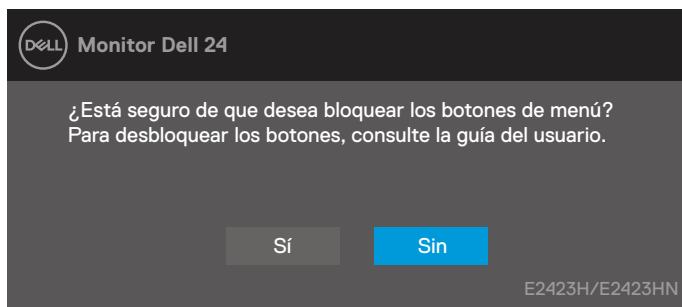 DELL Monitor Dell 24
¿Está seguro de que desea bloquear los botones de menú?
Para desbloquear los botones, consulte la guía del usuario.
Sí Sin
E2423H/E2423HN